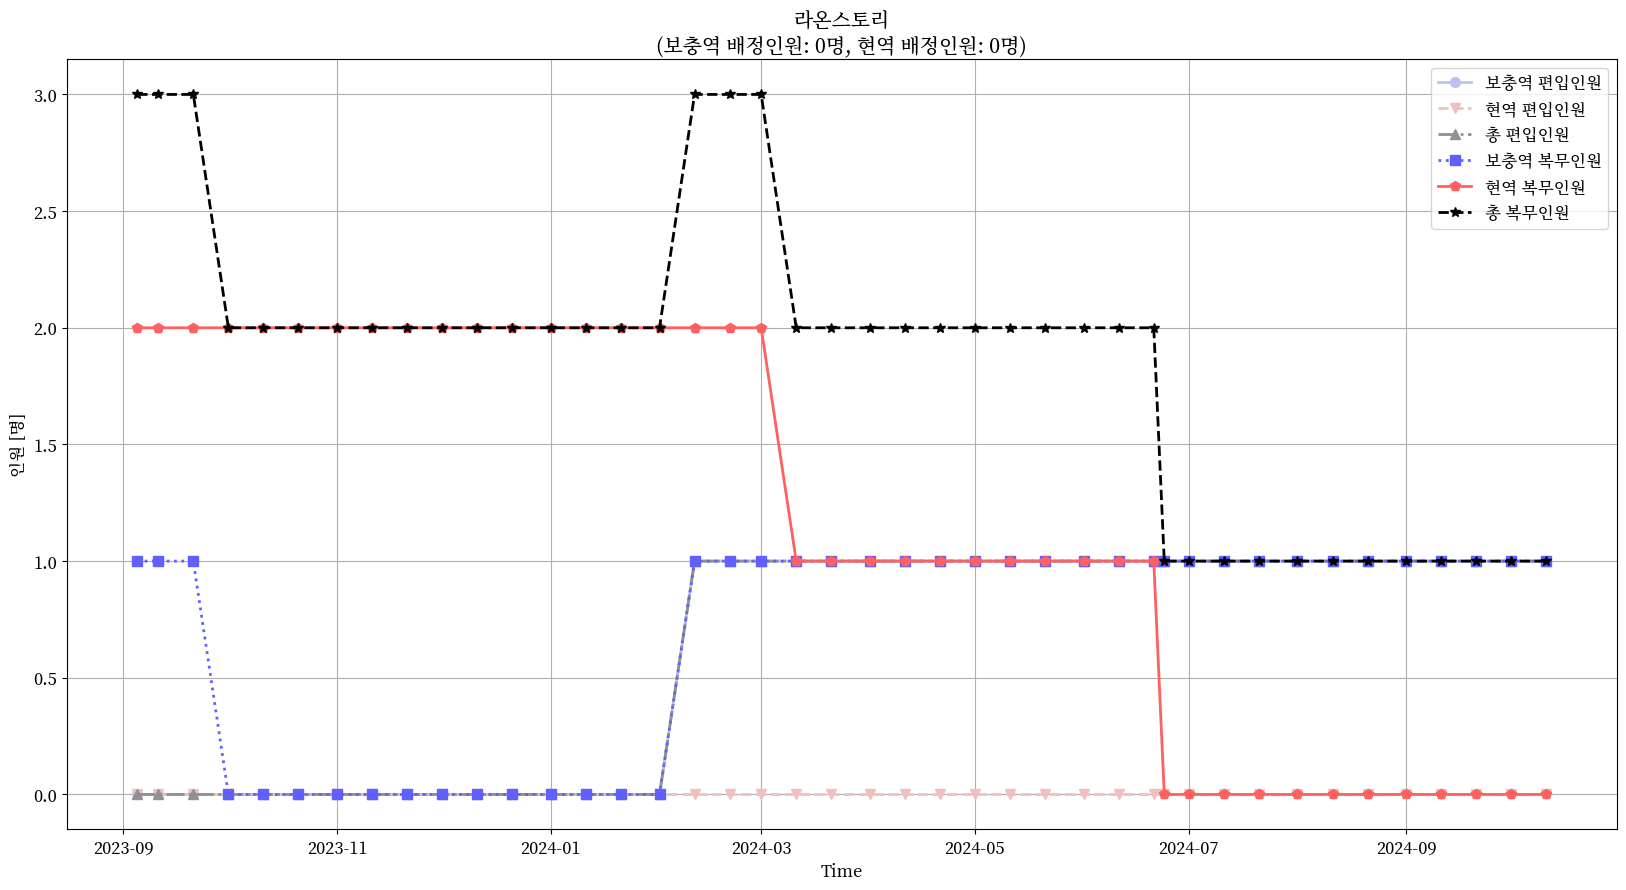 라온스토리
(보충역 배정인원: 0명, 현역 배정인원: 0명)
보충역 편입인원
현역 편입인원
총 편입인원
보충역 복무인원
현역 복무인원
총 복무인원
인원 [명]
3.0
2.5
2.0
1.5
1.0
0.5
0.0
2023-09
2023-11
2024-01
2024-03
2024-05
2024-07
2024-09
Time